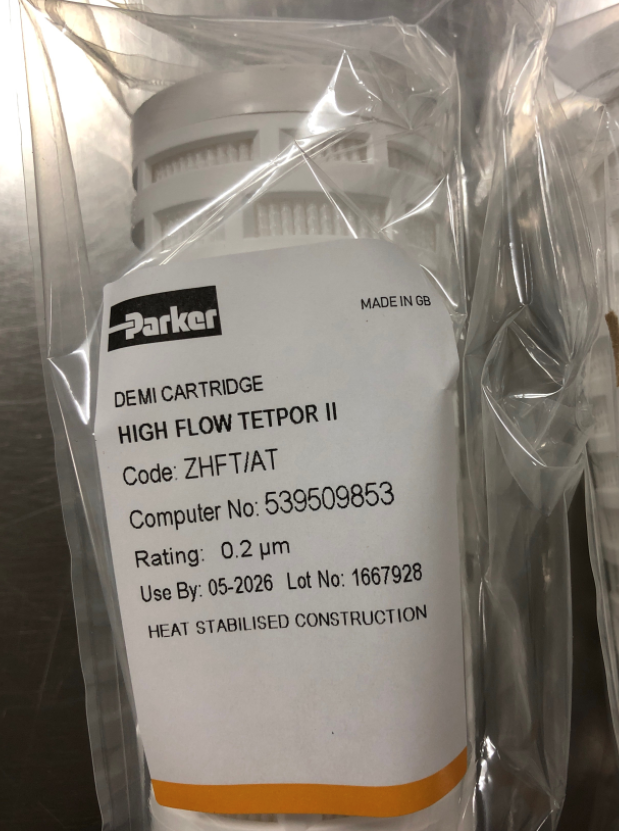 Parker
MADE IN GB
DEMI CARTRIDGE
HIGH FLOW TETPOR II
Code: ZHFT/AT
Computer No: 539509853
Rating: 0.2 µm
Use By: 05-2026 Lot No: 1667928
HEAT STABILISED CONSTRUCTION